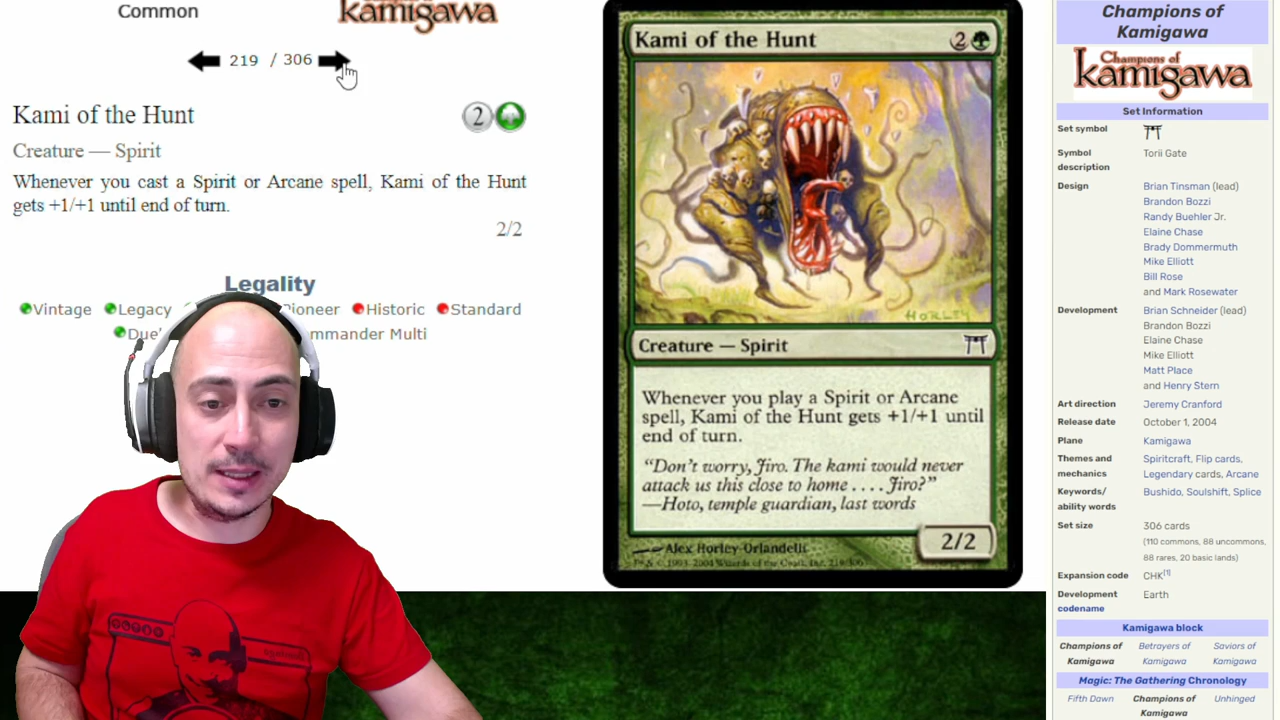 Common
kamigawa
219 / 306
Kami of the Hunt
2
Creature — Spirit
Whenever you cast a Spirit or Arcane spell, Kami of the Hunt
gets +1/+1 until end of turn.
2/2
Legality
Vintage Legacy Pioneer Historic Standard
Due ommander Multi
Kami of the Hunt 2
HORLEY
Creature — Spirit
Whenever you play a Spirit or Arcane
spell, Kami of the Hunt gets +1/+1 until
end of turn.
“Don't worry, Jiro. The kami would never
attack us this close to home . . . . Jiro?”
—Hoto, temple guardian, last words
Alex Horley-Orlandelli
2/2
Champions of
Kamigawa
Champions of
kamigawa
Set Information
Set symbol
Symbol description Torii Gate
Design Brian Tinsman (lead)
Brandon Bozzi
Randy Buehler Jr.
Elaine Chase
Brady Dommermuth
Mike Elliott
Bill Rose
and Mark Rosewater
Development Brian Schneider (lead)
Brandon Bozzi
Elaine Chase
Mike Elliott
Matt Place
and Henry Stern
Art direction Jeremy Cranford
Release date October 1, 2004
Plane Kamigawa
Themes and Spiritcraft, Flip cards,
mechanics Legendary cards, Arcane
Keywords/ Bushido, Soulshift, Splice
ability words
Set size 306 cards
(110 commons, 88 uncommons,
88 rares, 20 basic lands)
Expansion code CHK[1]
Development Earth
codename
Kamigawa block
Champions of Betrayers of Saviors of
Kamigawa Kamigawa Kamigawa
Magic: The Gathering Chronology
Fifth Dawn Champions of Unhinged
Kamigawa